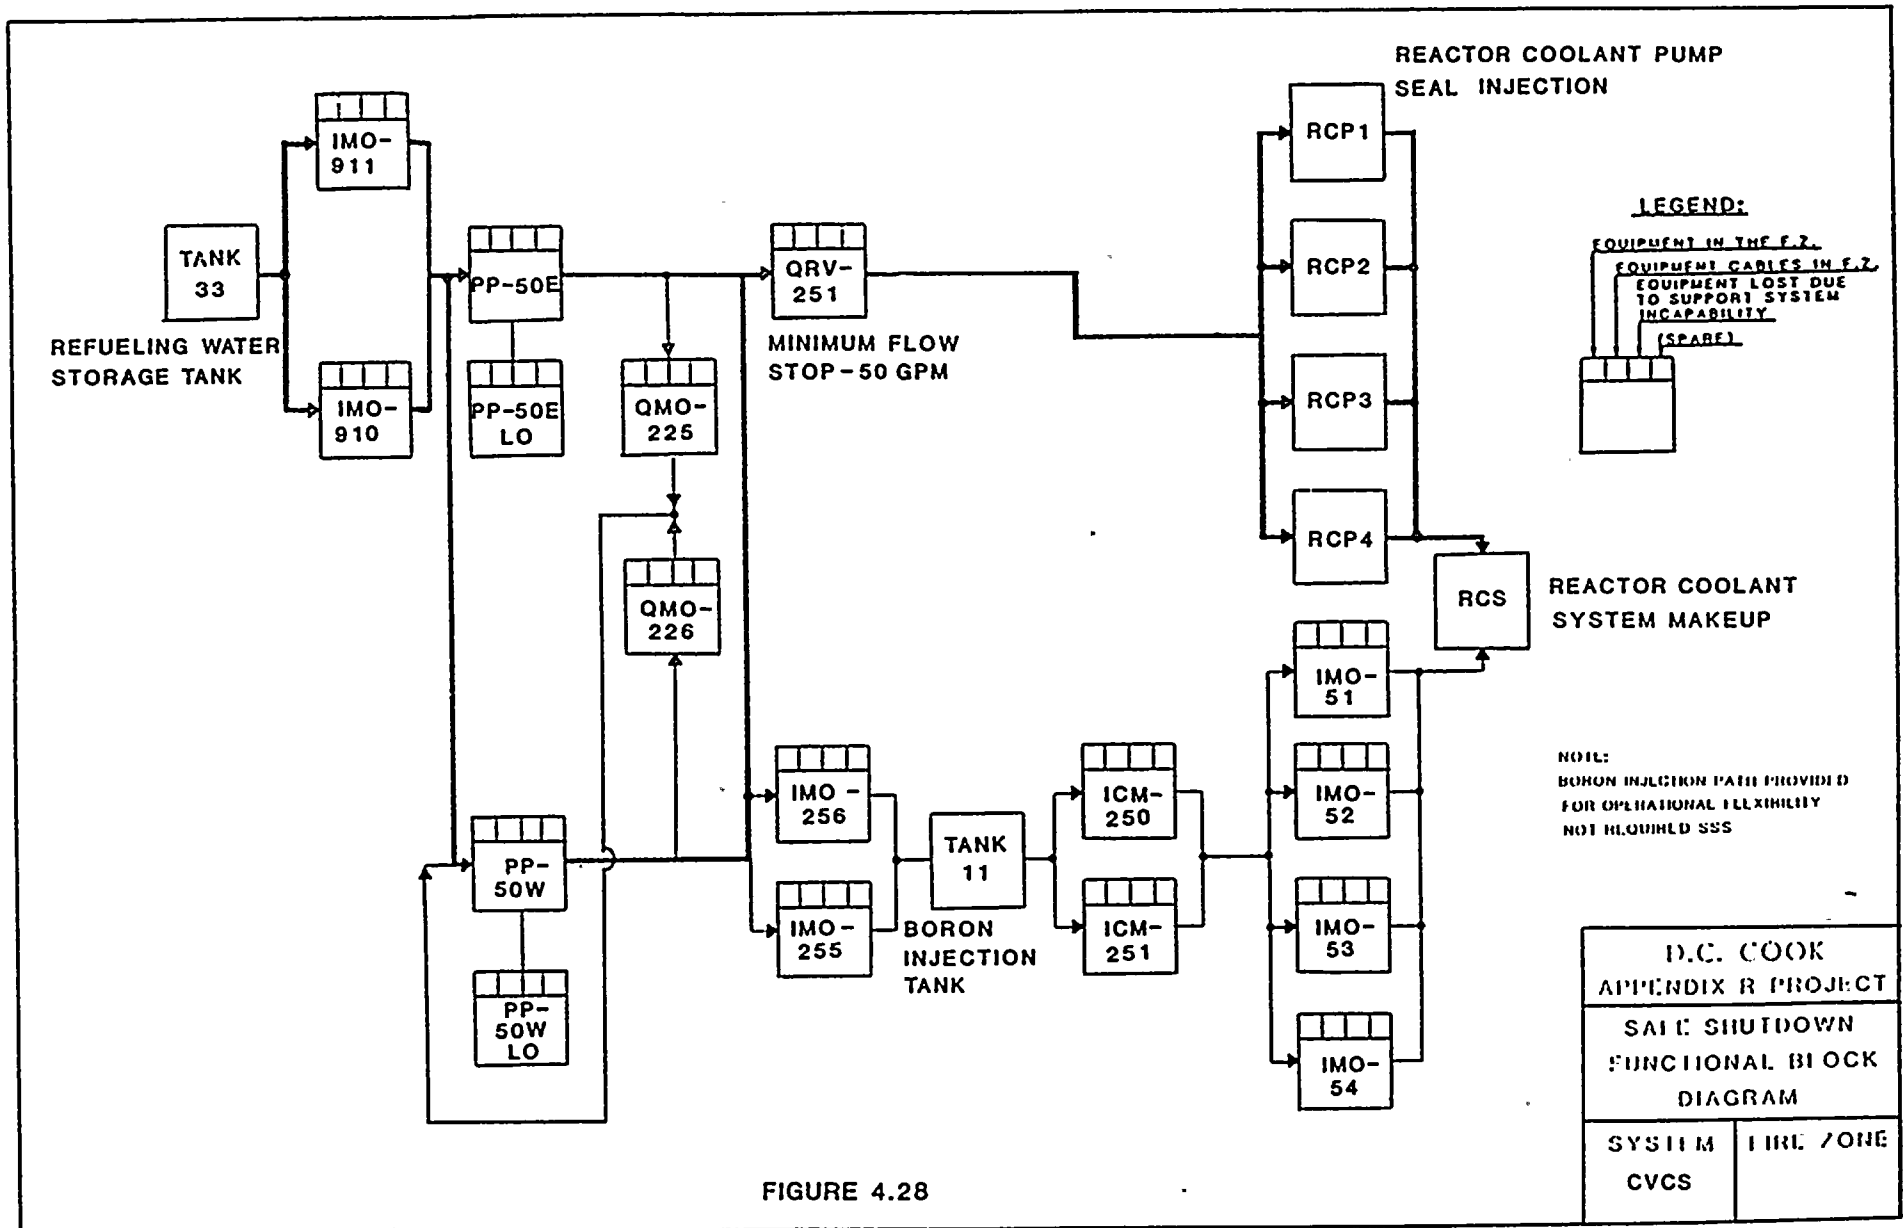 REACTOR COOLANT PUMP
SEAL INJECTION
IMO-
911
RCP1
TANK
33
REFUELING WATER
STORAGE TANK
IMO-
910
PP-50E
PP-50E
LO
QRV-
251
MINIMUM FLOW
STOP-50 GPM
QMO-
225
QMO-
226
RCP2
RCP3
RCP4
LEGEND:
EQUIPMENT IN THE F.Z.
EQUIPMENT CABLES IN F.Z.
EQUIPMENT LOST DUE
TO SUPPORT SYSTEM
INCAPABILITY
(SPARE)
RCS
REACTOR COOLANT
SYSTEM MAKEUP
PP-
50W
PP-
50W
LO
IMO-
256
IMO-
255
TANK
11
BORON
INJECTION
TANK
ICM-
250
ICM-
251
IMO-
51
IMO-
52
IMO-
53
IMO-
54
NOTE:
BORON INJECTION PATH PROVIDED
FOR OPERATIONAL FLEXIBILITY
NOT REQUIRED SSS
D.C. COOK
APPENDIX R PROJECT
SAFE SHUTDOWN
FUNCTIONAL BLOCK
DIAGRAM
SYSTEM
CVCS
FIRE ZONE
FIGURE 4.28